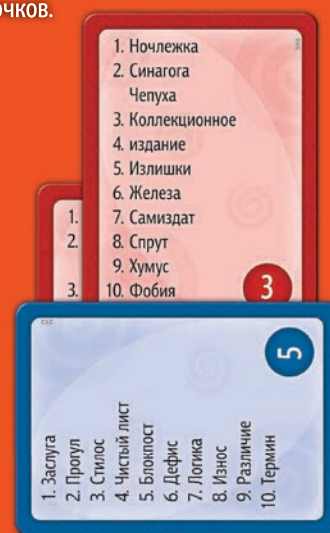 очков.
1. Ночлежка
2. Синагога
Чепуха
3. Коллекционное
4. издание
5. Излишки
6. Железа
7. Самиздат
8. Спрут
9. Хумус
10. Фобия
3
1.
2.
3.
5
1. Заслуга
2. Прогул
3. Стилос
4. Чистый лист
5. Блокпост
6. Дефис
7. Логика
8. Износ
9. Различие
10. Термин